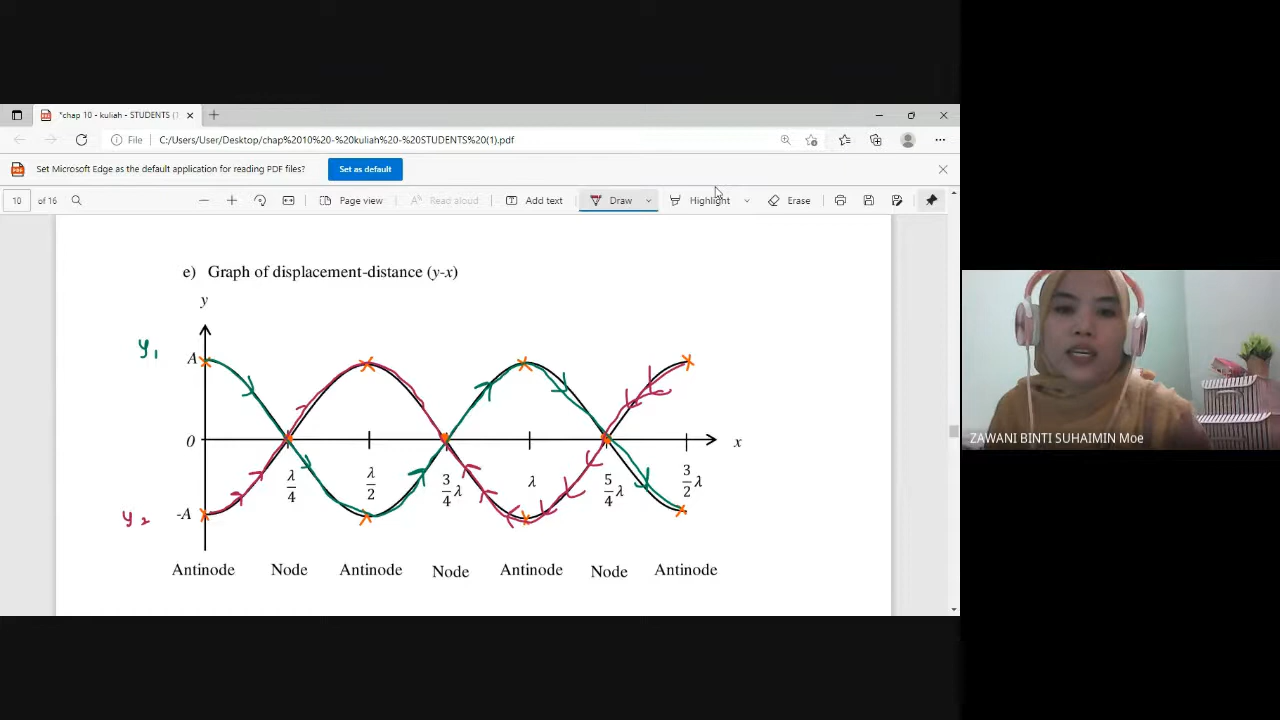 *chap 10 - kuliah - STUDENTS (1
File C:/Users/User/Desktop/chap%2010%20-%20kuliah%20-%20STUDENTS%20(1).pdf
Set Microsoft Edge as the default application for reading PDF files? Set as default
10 of 16 Page view Read aloud Add text Draw Highlight Erase
e) Graph of displacement-distance (y-x)
y
y₁ A
0 x
λ/4 λ/2 3/4 λ λ 5/4 λ 3/2 λ
y₂ -A
Antinode Node Antinode Node Antinode Node Antinode
ZAWANI BINTI SUHAIMIN Moe